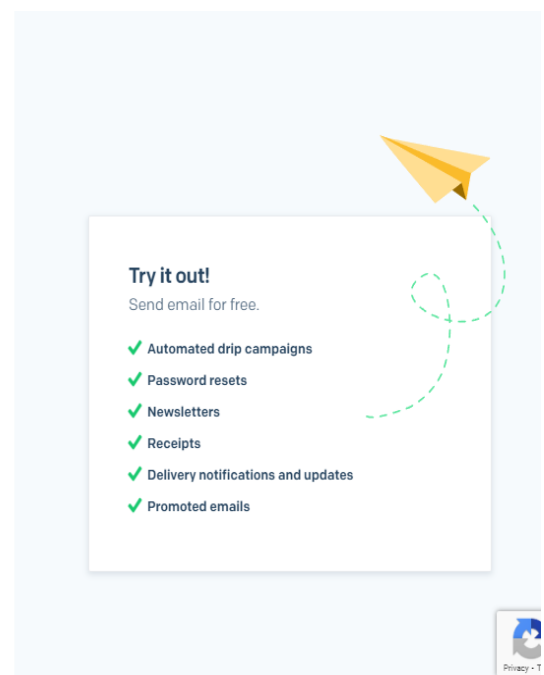 Try it out!
Send email for free.
Automated drip campaigns
Password resets
Newsletters
Receipts
Delivery notifications and updates
Promoted emails
Privacy - T